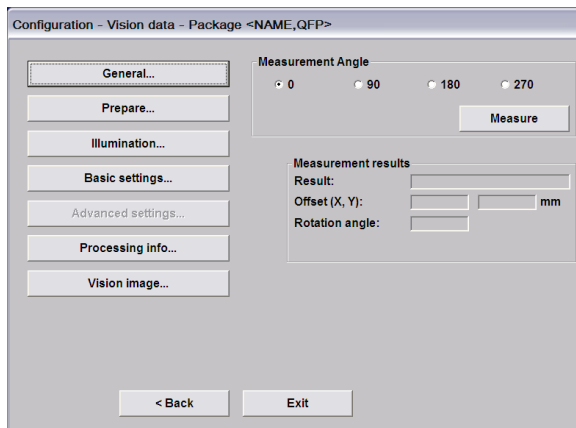 Configuration - Vision data - Package <NAME,QFP>
General...
Prepare...
Illumination...
Basic settings...
Advanced settings...
Processing info...
Vision image...
Measurement Angle
0 90 180 270
Measure
Measurement results
Result:
Offset (X, Y): mm
Rotation angle:
< Back Exit